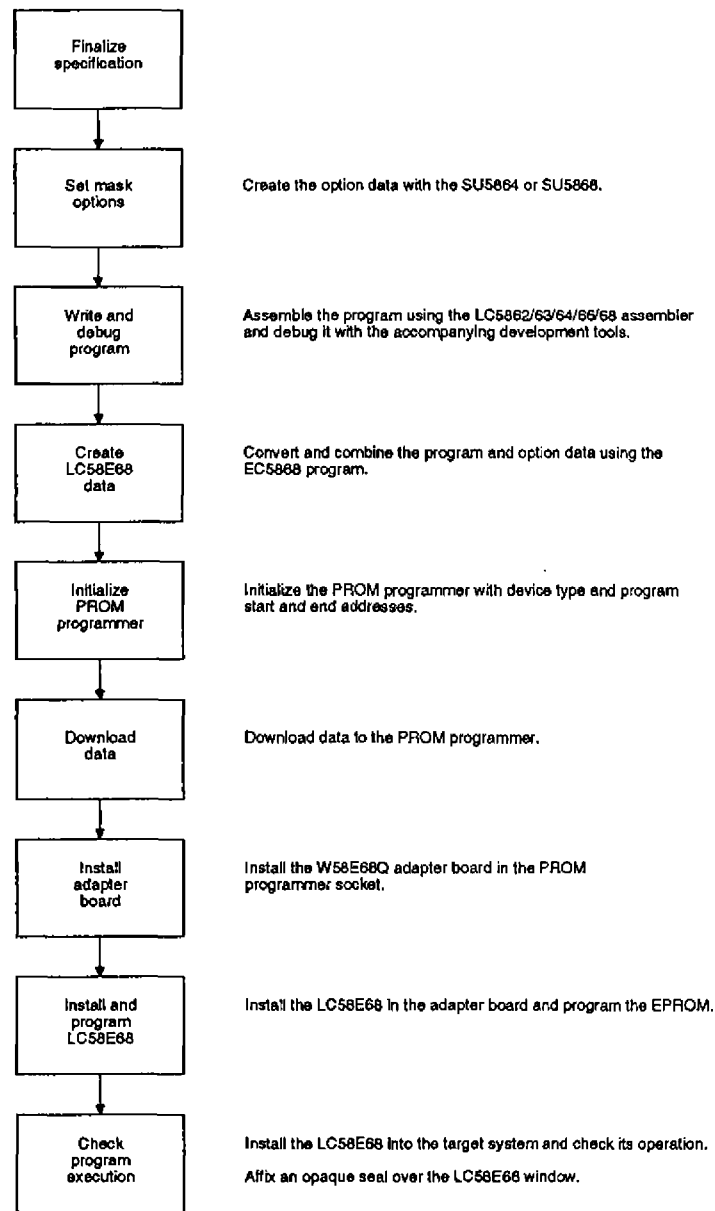 Finalize
specification
Set mask
options
Create the option data with the SU5864 or SU5868.
Write and
debug
program
Assemble the program using the LC5862/63/64/66/68 assembler
and debug it with the accompanying development tools.
Create
LC58E68
data
Convert and combine the program and option data using the
EC5868 program.
Initialize
PROM
programmer
Initialize the PROM programmer with device type and program
start and end addresses.
Download
data
Download data to the PROM programmer.
Install
adapter
board
Install the W58E68Q adapter board in the PROM
programmer socket.
Install and
program
LC58E68
Install the LC58E68 in the adapter board and program the EPROM.
Check
program
execution
Install the LC58E68 into the target system and check its operation.
Affix an opaque seal over the LC58E68 window.